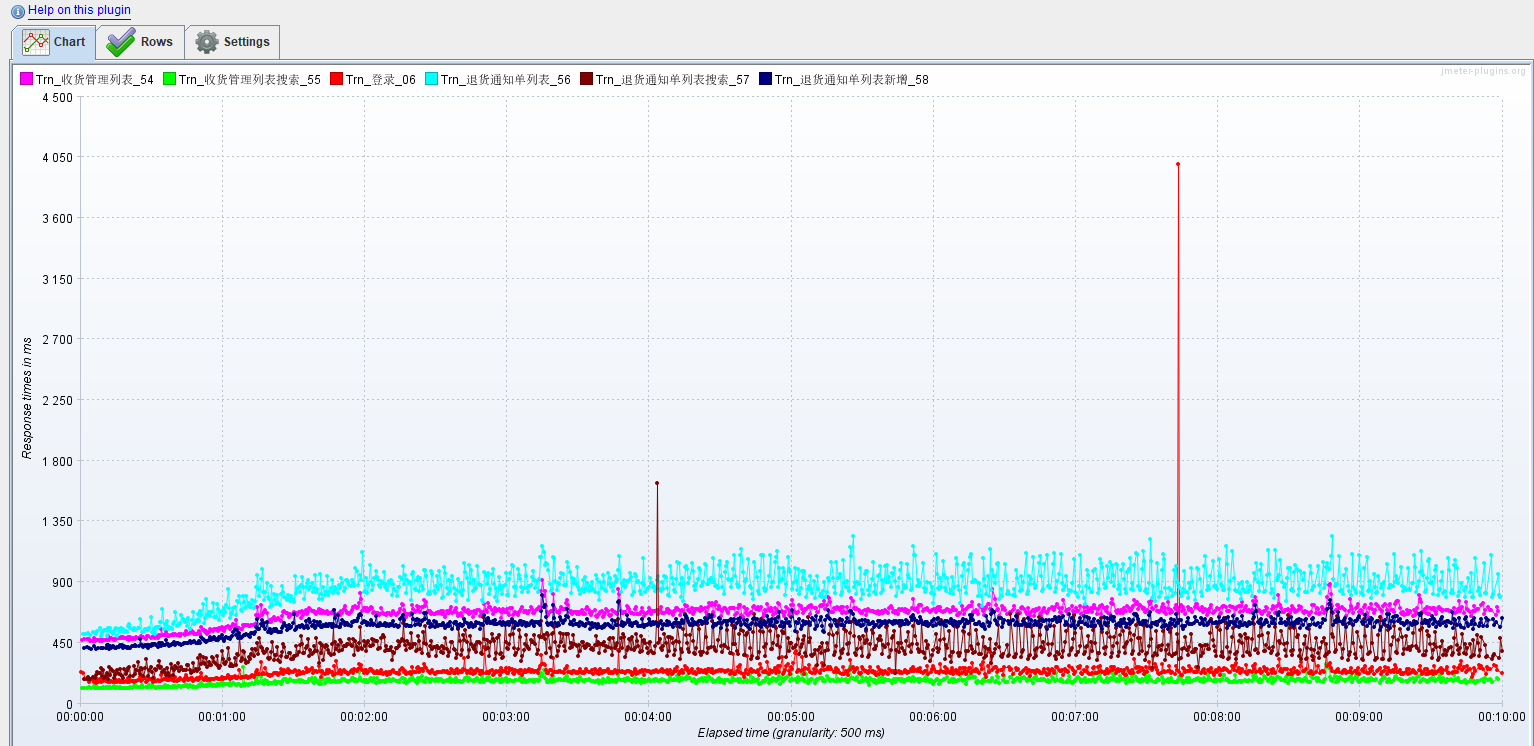 Help on this plugin
Chart Rows Settings
Trn_收货管理列表_54 Trn_收货管理列表搜索_55 Trn_登录_06 Trn_退货通知单列表_56 Trn_退货通知单列表搜索_57 Trn_退货通知单列表新增_58
jmeter-plugins.org
4 500
4 050
3 600
3 150
2 700
2 250
1 800
1 350
900
450
0
Response times in ms
00:00:00 00:01:00 00:02:00 00:03:00 00:04:00 00:05:00 00:06:00 00:07:00 00:08:00 00:09:00 00:10:00
Elapsed time (granularity: 500 ms)